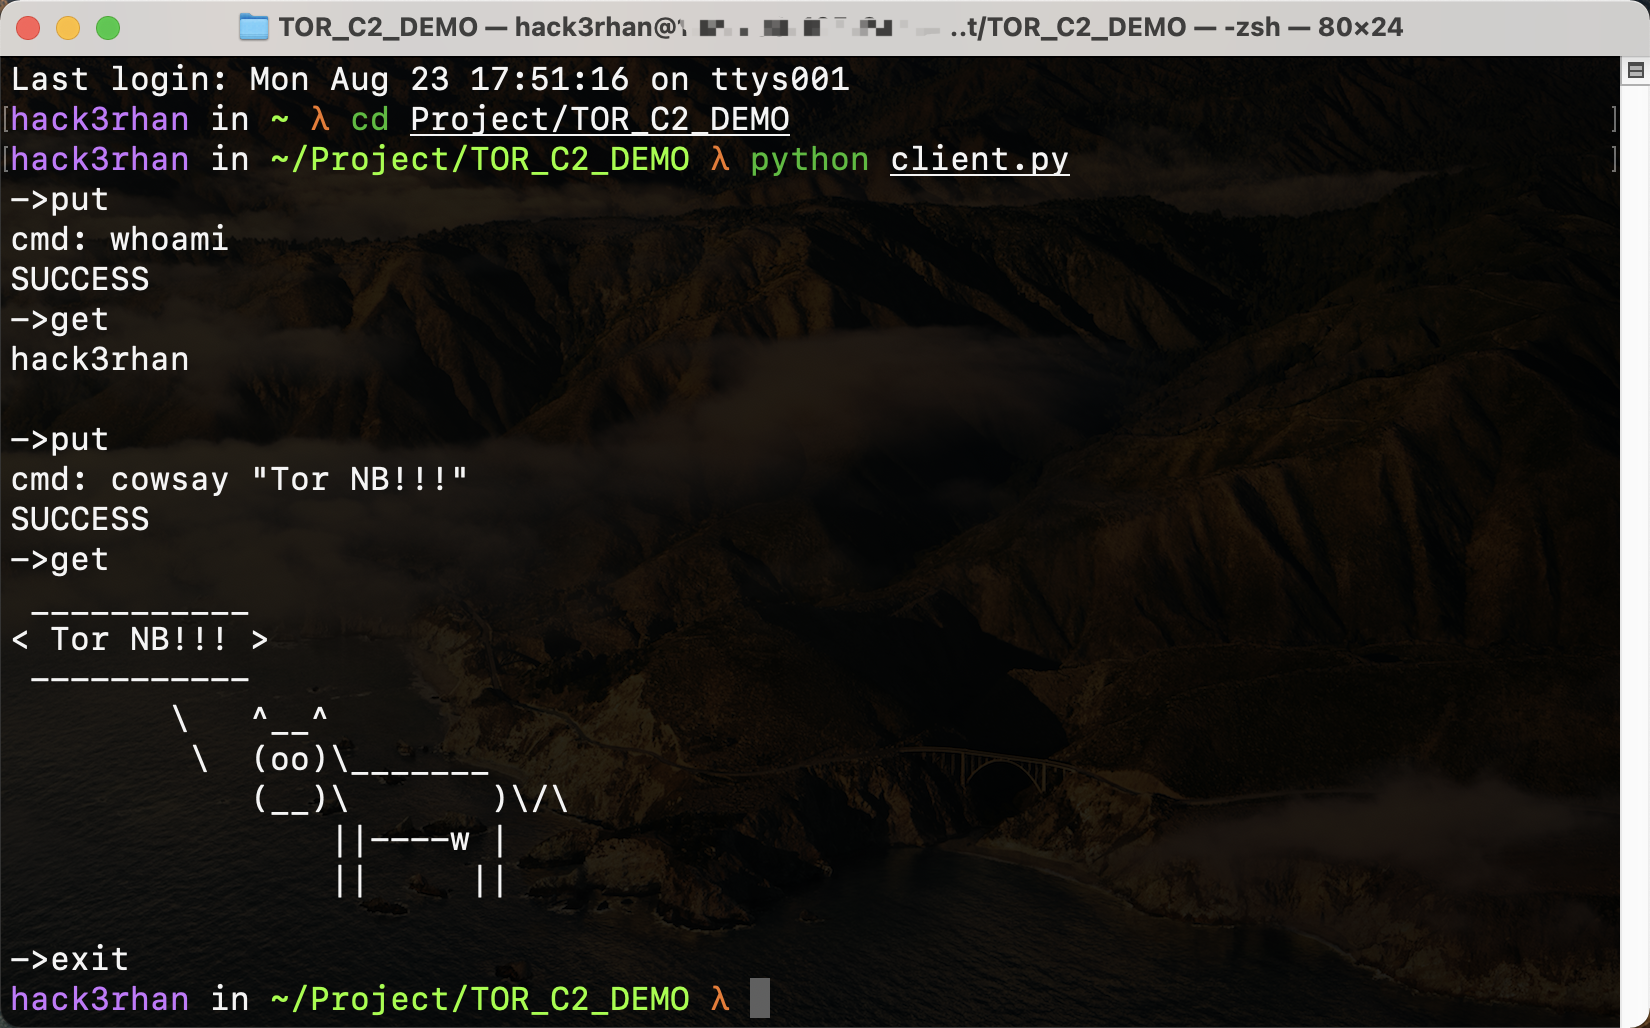 TOR_C2_DEMO — hack3rhan@ ..t/TOR_C2_DEMO — -zsh — 80×24
Last login: Mon Aug 23 17:51:16 on ttys001
[hack3rhan in ~ λ cd Project/TOR_C2_DEMO ]
[hack3rhan in ~/Project/TOR_C2_DEMO λ python client.py ]
->put
cmd: whoami
SUCCESS
->get
hack3rhan
->put
cmd: cowsay "Tor NB!!!"
SUCCESS
->get
 ___________
< Tor NB!!! >
 -----------
        \   ^__^
         \  (oo)\_______
            (__)\       )\/\
                ||----w |
                ||     ||
->exit
hack3rhan in ~/Project/TOR_C2_DEMO λ